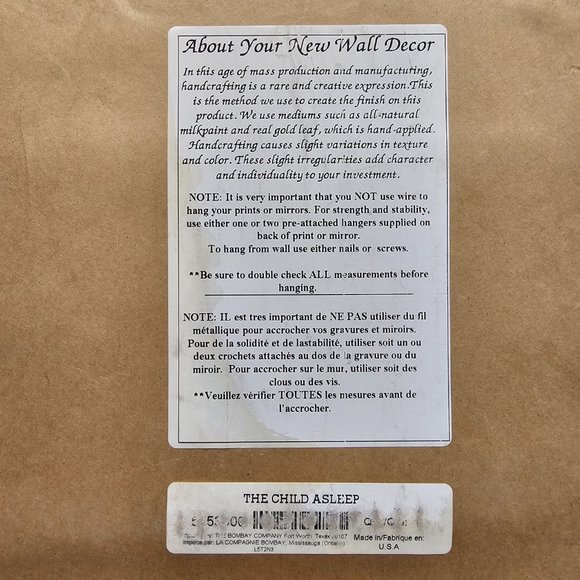 About Your New Wall Decor
In this age of mass production and manufacturing,
handcrafting is a rare and creative expression.This
is the method we use to create the finish on this
product. We use mediums such as all-natural
milkpaint and real gold leaf, which is hand-applied.
Handcrafting causes slight variations in texture
and color. These slight irregularities add character
and individuality to your investment.
NOTE: It is very important that you NOT use wire to
hang your prints or mirrors. For strength and stability,
use either one or two pre-attached hangers supplied on
back of print or mirror.
To hang from wall use either nails or screws.
**Be sure to double check ALL measurements before
hanging.
NOTE: IL est tres important de NE PAS utiliser du fil
métallique pour accrocher vos gravures et miroirs.
Pour de la solidité et de lastabilité, utiliser soit un ou
deux crochets attachés au dos de la gravure ou du
miroir. Pour accrocher sur le mur, utiliser soit des
clous ou des vis.
**Veuillez vérifier TOUTES les mesures avant de
l'accrocher.
THE CHILD ASLEEP
BOMBAY COMPANY Fort Worth, Texas
par: LA COMPAGNIE BOMBAY, Mississauga (Ontario)
L5T2N8
Made in/Fabrique en:
U.S.A